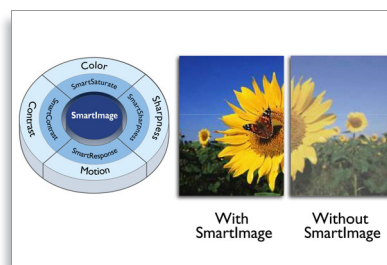 Color
SmartSaturate
Contrast
SmartContrast
SmartImage
SmartSharpness
Sharpness
SmartResponse
Motion
With
SmartImage
Without
SmartImage